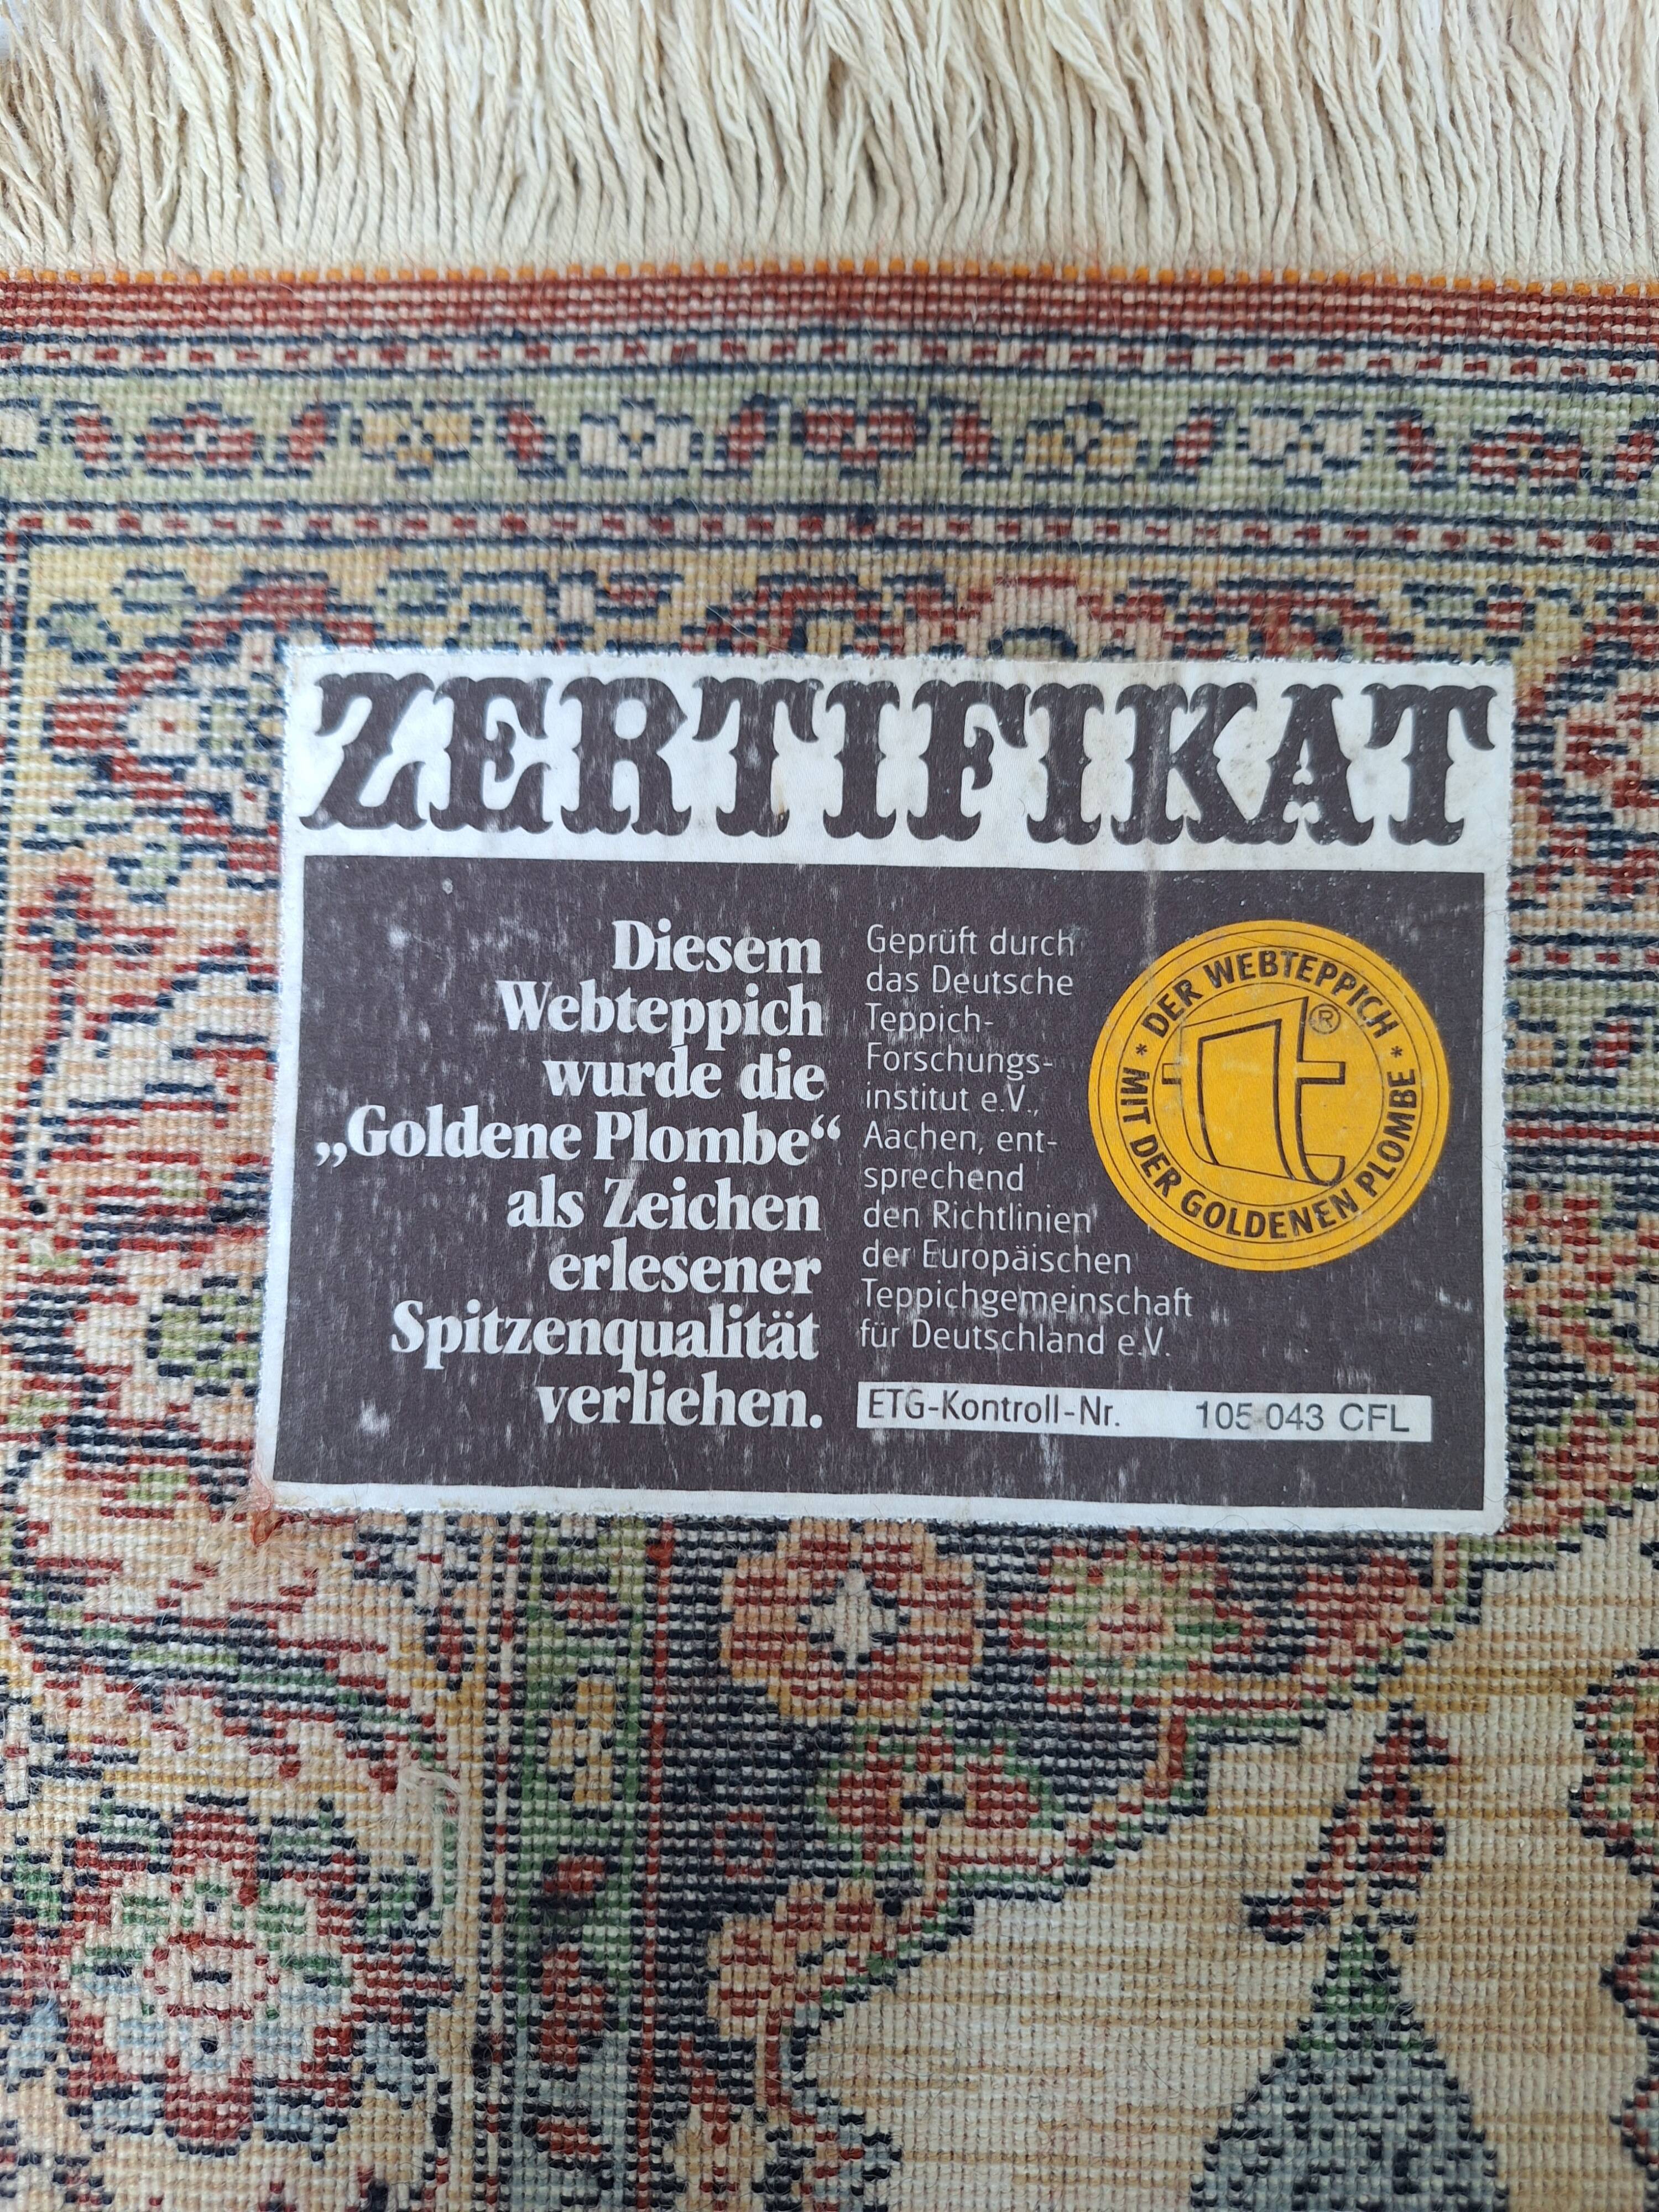 ZERTIFIKAT
Diesem
Webteppich
wurde die
„Goldene Plombe“
als Zeichen
erlesener
Spitzenqualität
verliehen.
Geprüft durch
das Deutsche
Teppich-
Forschungs-
institut e.V.,
Aachen, ent-
sprechend
den Richtlinien
der Europäischen
Teppichgemeinschaft
für Deutschland e.V.
ETG-Kontroll-Nr. 105 043 CFL
* DER WEBTEPPICH *
MIT DER GOLDENEN PLOMBE
t ®